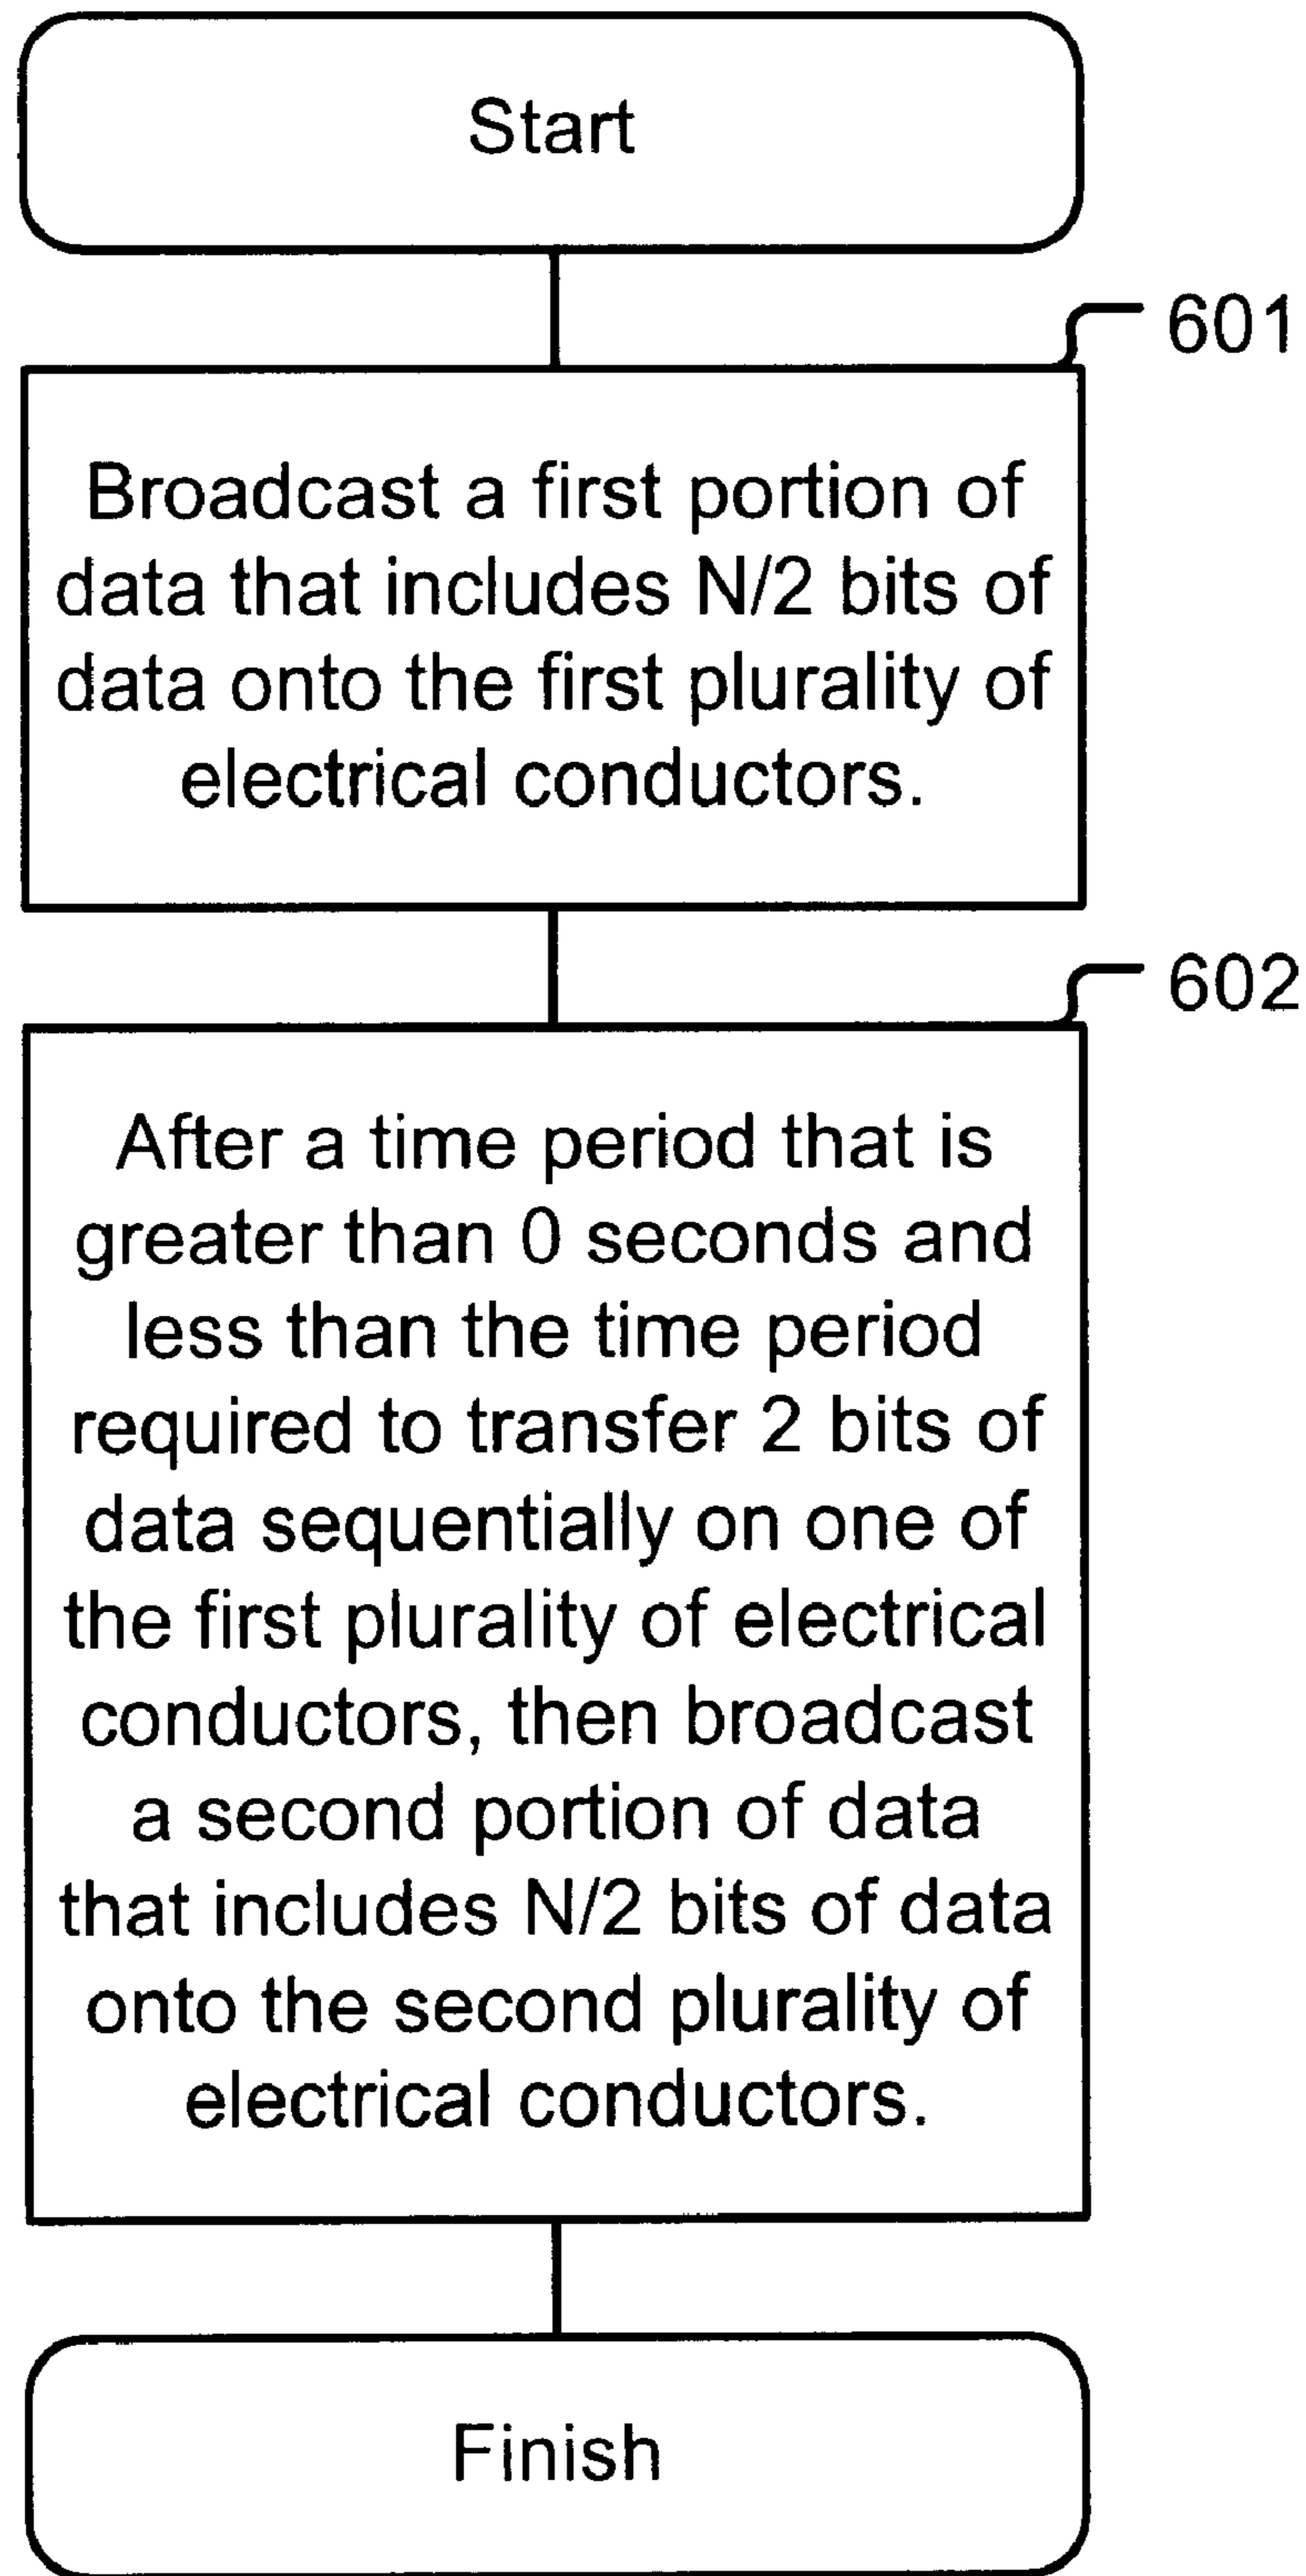 Start
601
Broadcast a first portion of
data that includes N/2 bits of
data onto the first plurality of
electrical conductors.
602
After a time period that is
greater than 0 seconds and
less than the time period
required to transfer 2 bits of
data sequentially on one of
the first plurality of electrical
conductors, then broadcast
a second portion of data
that includes N/2 bits of data
onto the second plurality of
electrical conductors.
Finish